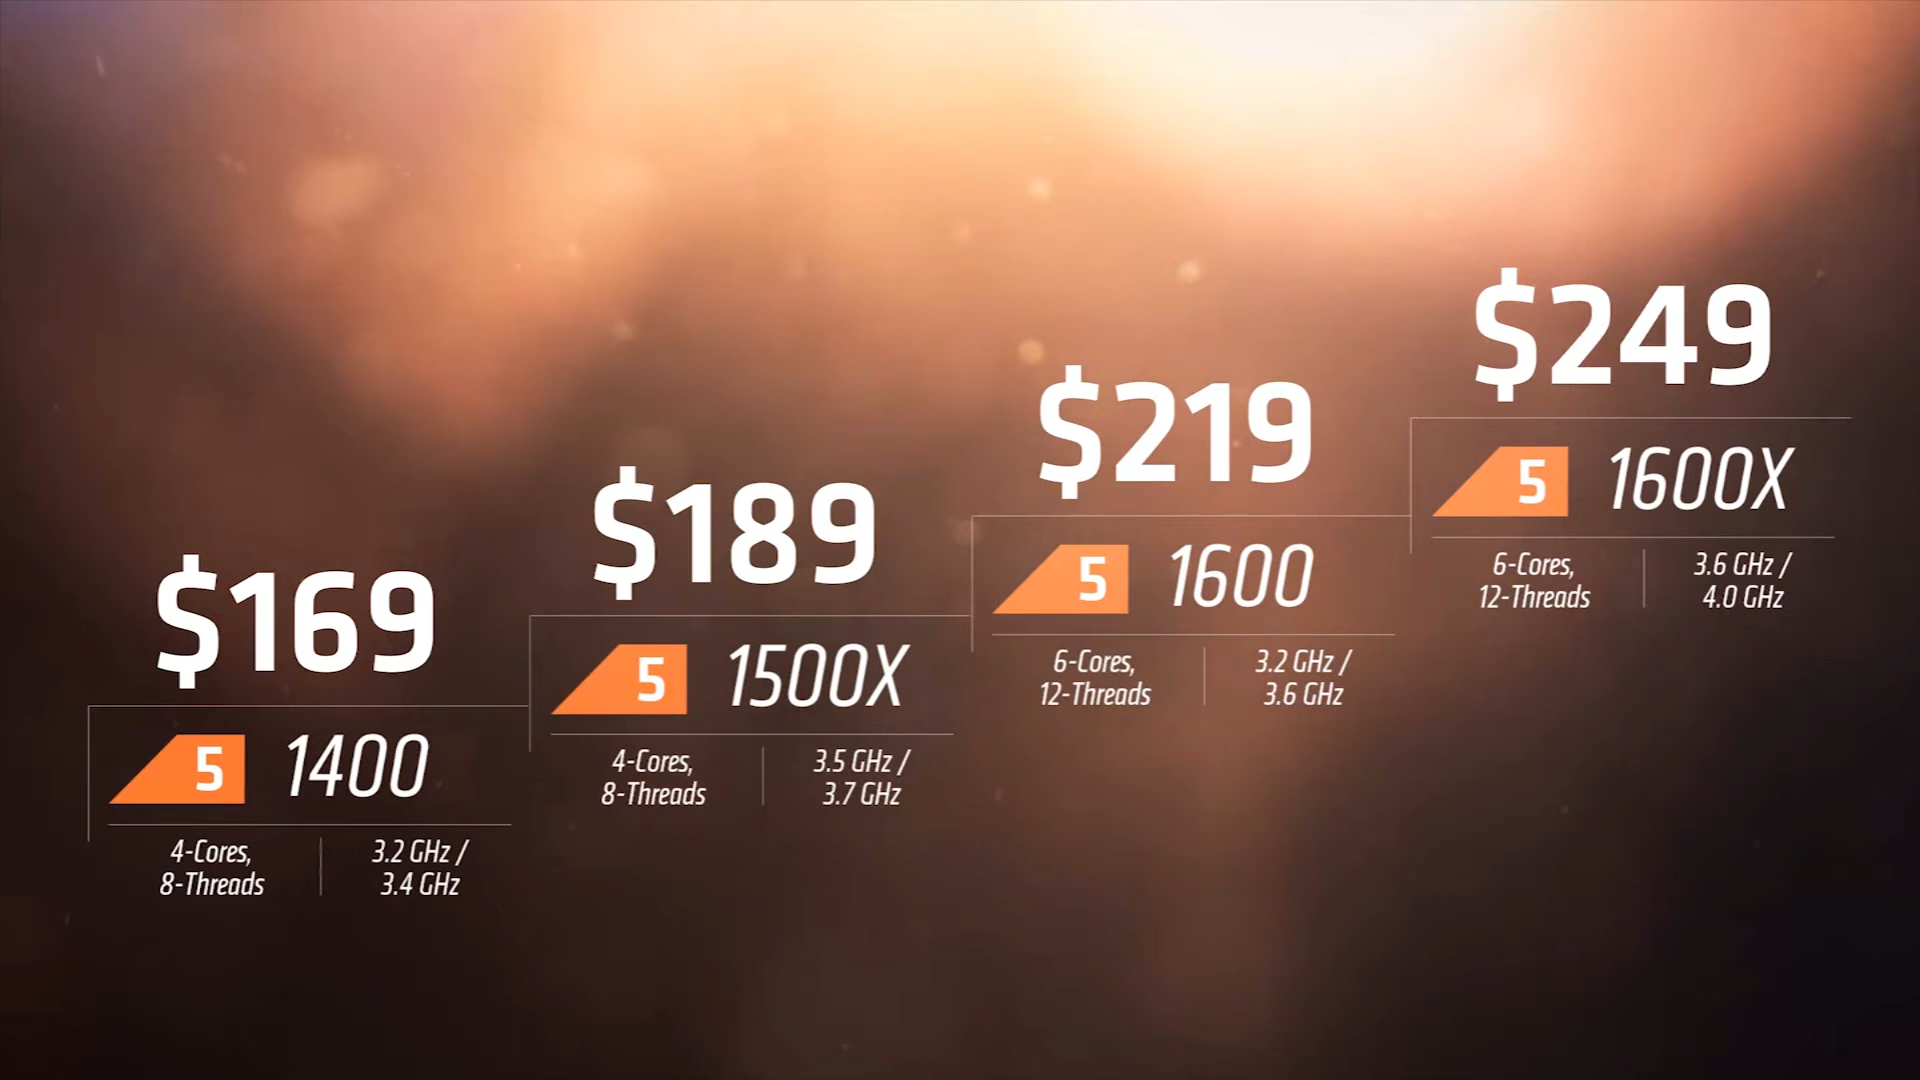 $169
5 1400
4-Cores, 3.2 GHz /
8-Threads 3.4 GHz
$189
5 1500X
4-Cores, 3.5 GHz /
8-Threads 3.7 GHz
$219
5 1600
6-Cores, 3.2 GHz /
12-Threads 3.6 GHz
$249
5 1600X
6-Cores, 3.6 GHz /
12-Threads 4.0 GHz